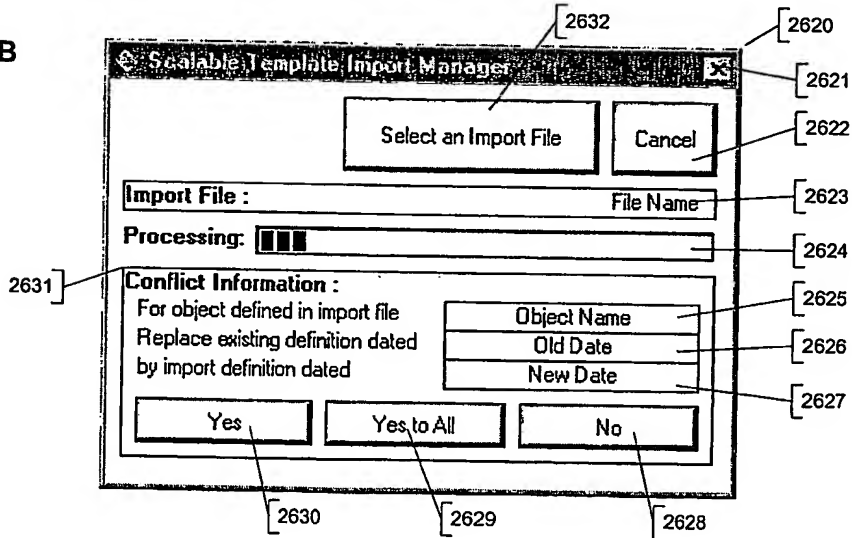 2632
2620
B
Scalable Template Import Manager
2621
Select an Import File
Cancel
2622
Import File :
File Name
2623
Processing:
2624
2631
Conflict Information :
For object defined in import file
Object Name
2625
Replace existing definition dated
Old Date
2626
by import definition dated
New Date
2627
Yes
Yes to All
No
2630
2629
2628